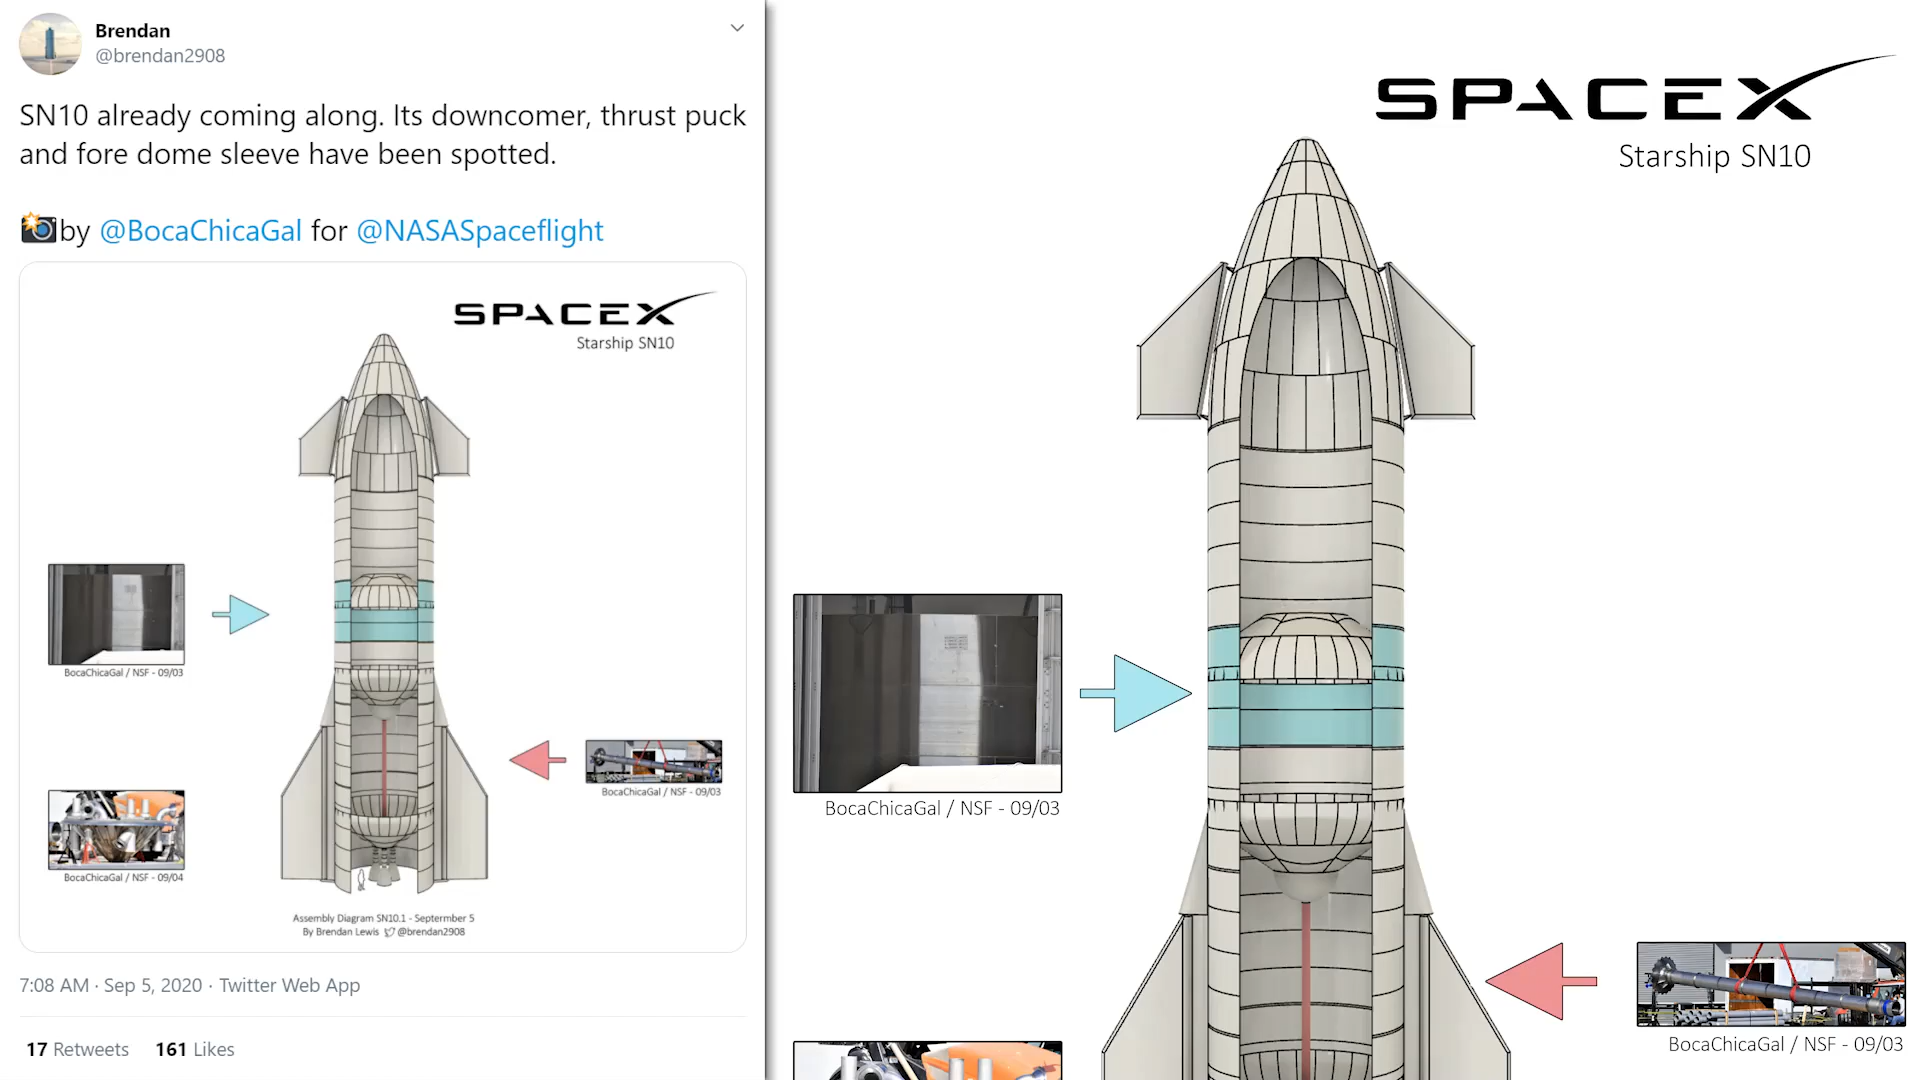 Brendan
@brendan2908
SN10 already coming along. Its downcomer, thrust puck
and fore dome sleeve have been spotted.
by @BocaChicaGal for @NASASpaceflight
SPACEX
Starship SN10
BocaChicaGal / NSF - 09/03
BocaChicaGal / NSF - 09/03
BocaChicaGal / NSF - 09/04
Assembly Diagram SN10.1 - Septermber 5
By Brendan Lewis @brendan2908
7:08 AM · Sep 5, 2020 · Twitter Web App
17 Retweets 161 Likes
SPACEX
Starship SN10
BocaChicaGal / NSF - 09/03
BocaChicaGal / NSF - 09/03